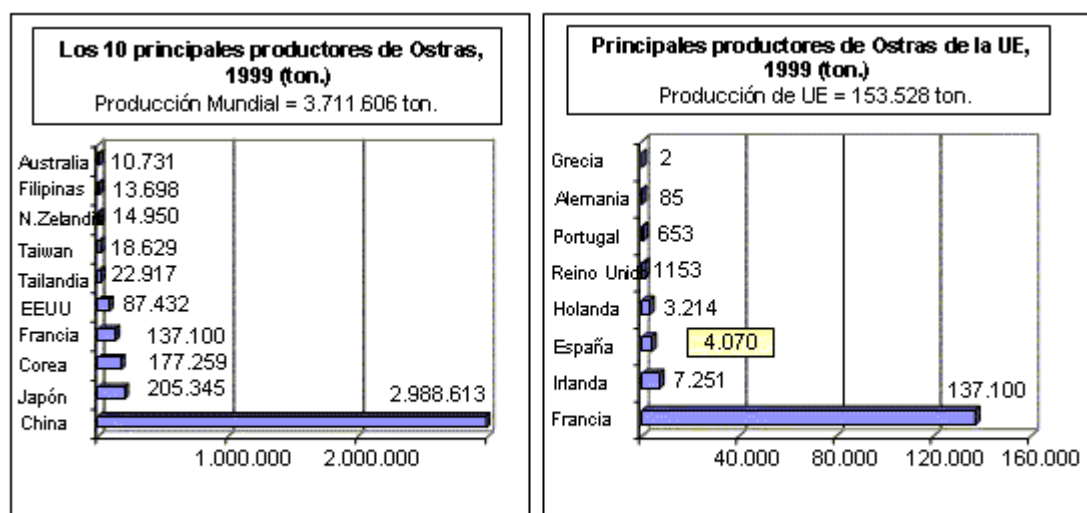 Los 10 principales productores de Ostras,
1999 (ton.)
Producción Mundial = 3.711.606 ton.
Australia 10.731
Filipinas 13.698
N.Zelandi 14.950
Taiwan 18.629
Tailandia 22.917
EEUU 87.432
Francia 137.100
Corea 177.259
Japón 205.345
China 2.988.613
1.000.000 2.000.000
Principales productores de Ostras de la UE,
1999 (ton.)
Producción de UE = 153.528 ton.
Grecia 2
Alemania 85
Portugal 653
Reino Unido 1153
Holanda 3.214
España 4.070
Irlanda 7.251
Francia 137.100
40.000 80.000 120.000 160.000